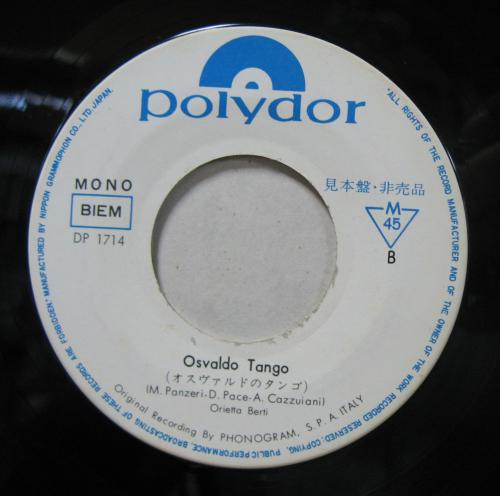 polydor
MONO
BIEM
DP 1714
見本盤・非売品
M
45
B
Osvaldo Tango
(オスヴァルドのタンゴ)
(M. Panzeri-D. Pace-A. Cazzuiani)
Orietta Berti
Original Recording By PHONOGRAM, S. P. A ITALY
"ALL RIGHTS OF THE RECORD MANUFACTURER AND OF THE OWNER OF THE WORK RECORDED RESERVED: COPYING, PUBLIC PERFORMANCE, BROADCASTING OF THESE RECORDS ARE FORBIDDEN." MANUFACTURED BY NIPPON GRAMMOPHON CO., LTD. JAPAN.